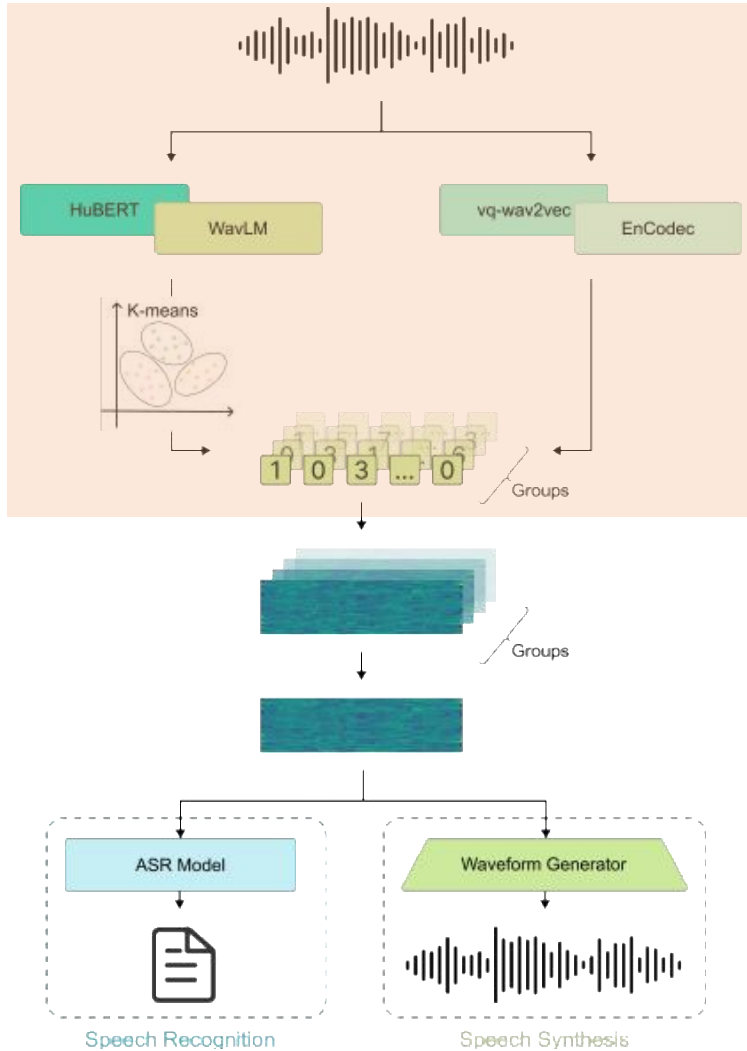 HuBERT
WavLM
vq-wav2vec
EnCodec
K-means
1 0 3 ... 0
Groups
Groups
ASR Model
Waveform Generator
Speech Recognition
Speech Synthesis